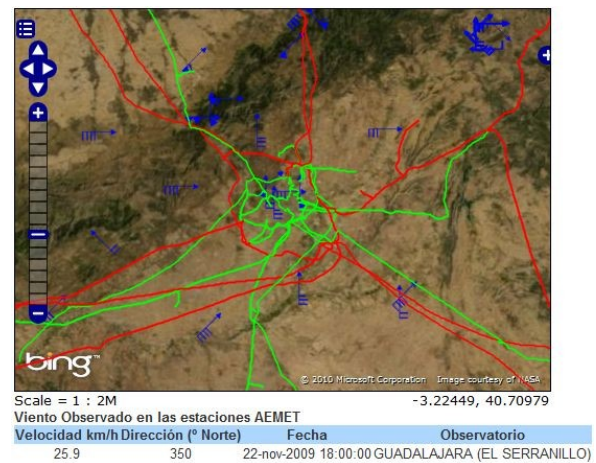 bing™
© 2010 Microsoft Corporation Image courtesy of NASA
Scale = 1 : 2M -3.22449, 40.70979
Viento Observado en las estaciones AEMET
Velocidad km/h Dirección (º Norte) Fecha Observatorio
25.9 350 22-nov-2009 18:00:00 GUADALAJARA (EL SERRANILLO)